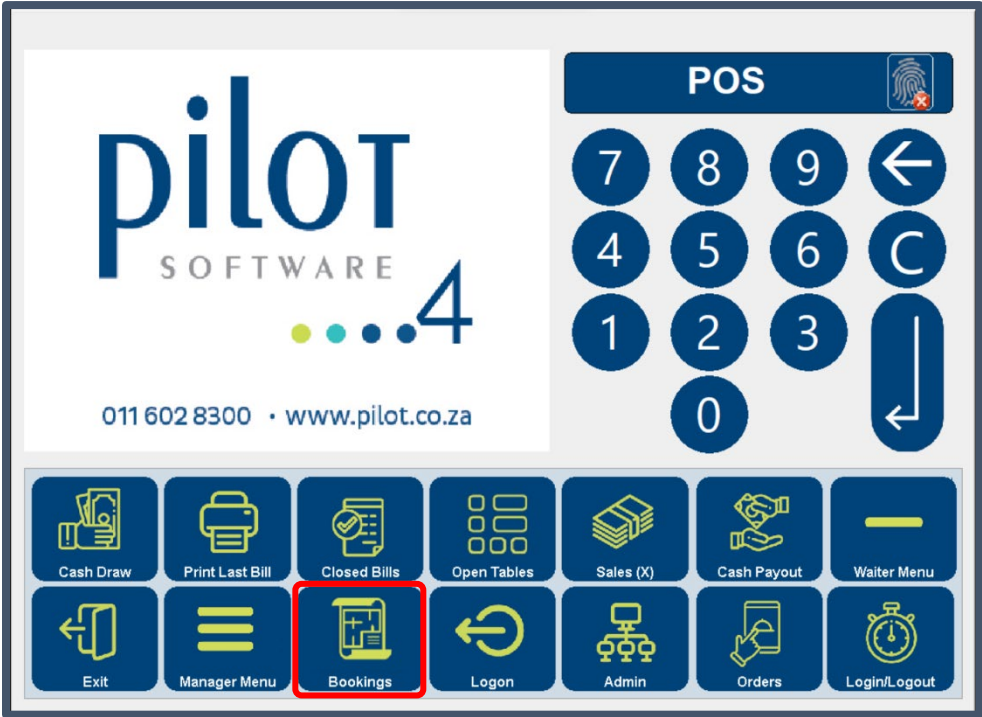 pilot
SOFTWARE
4
011 602 8300 · www.pilot.co.za
POS
7 8 9
4 5 6 C
1 2 3
0
Cash Draw Print Last Bill Closed Bills Open Tables Sales (X) Cash Payout Waiter Menu
Exit Manager Menu Bookings Logon Admin Orders Login/Logout